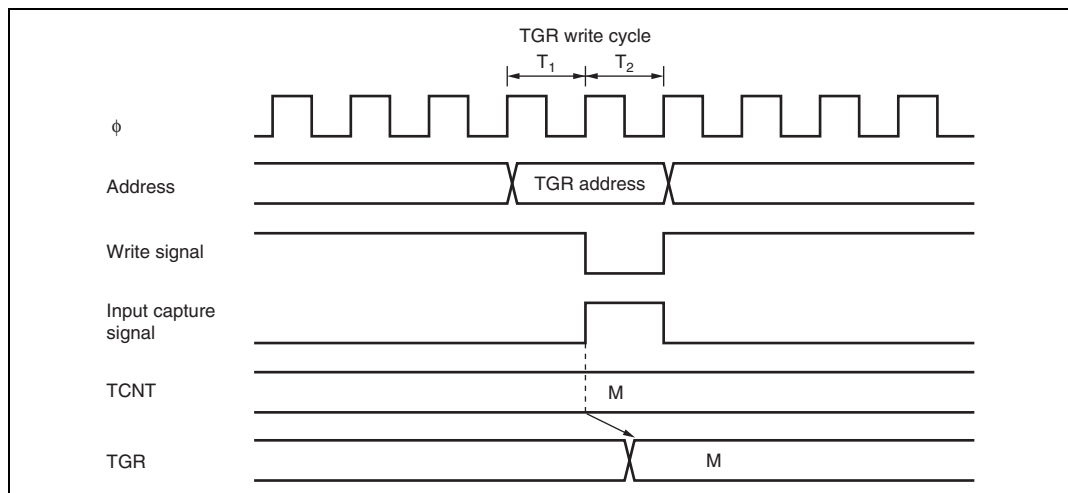 TGR write cycle
T1 T2
ϕ
Address
TGR address
Write signal
Input capture
signal
TCNT
M
TGR
M